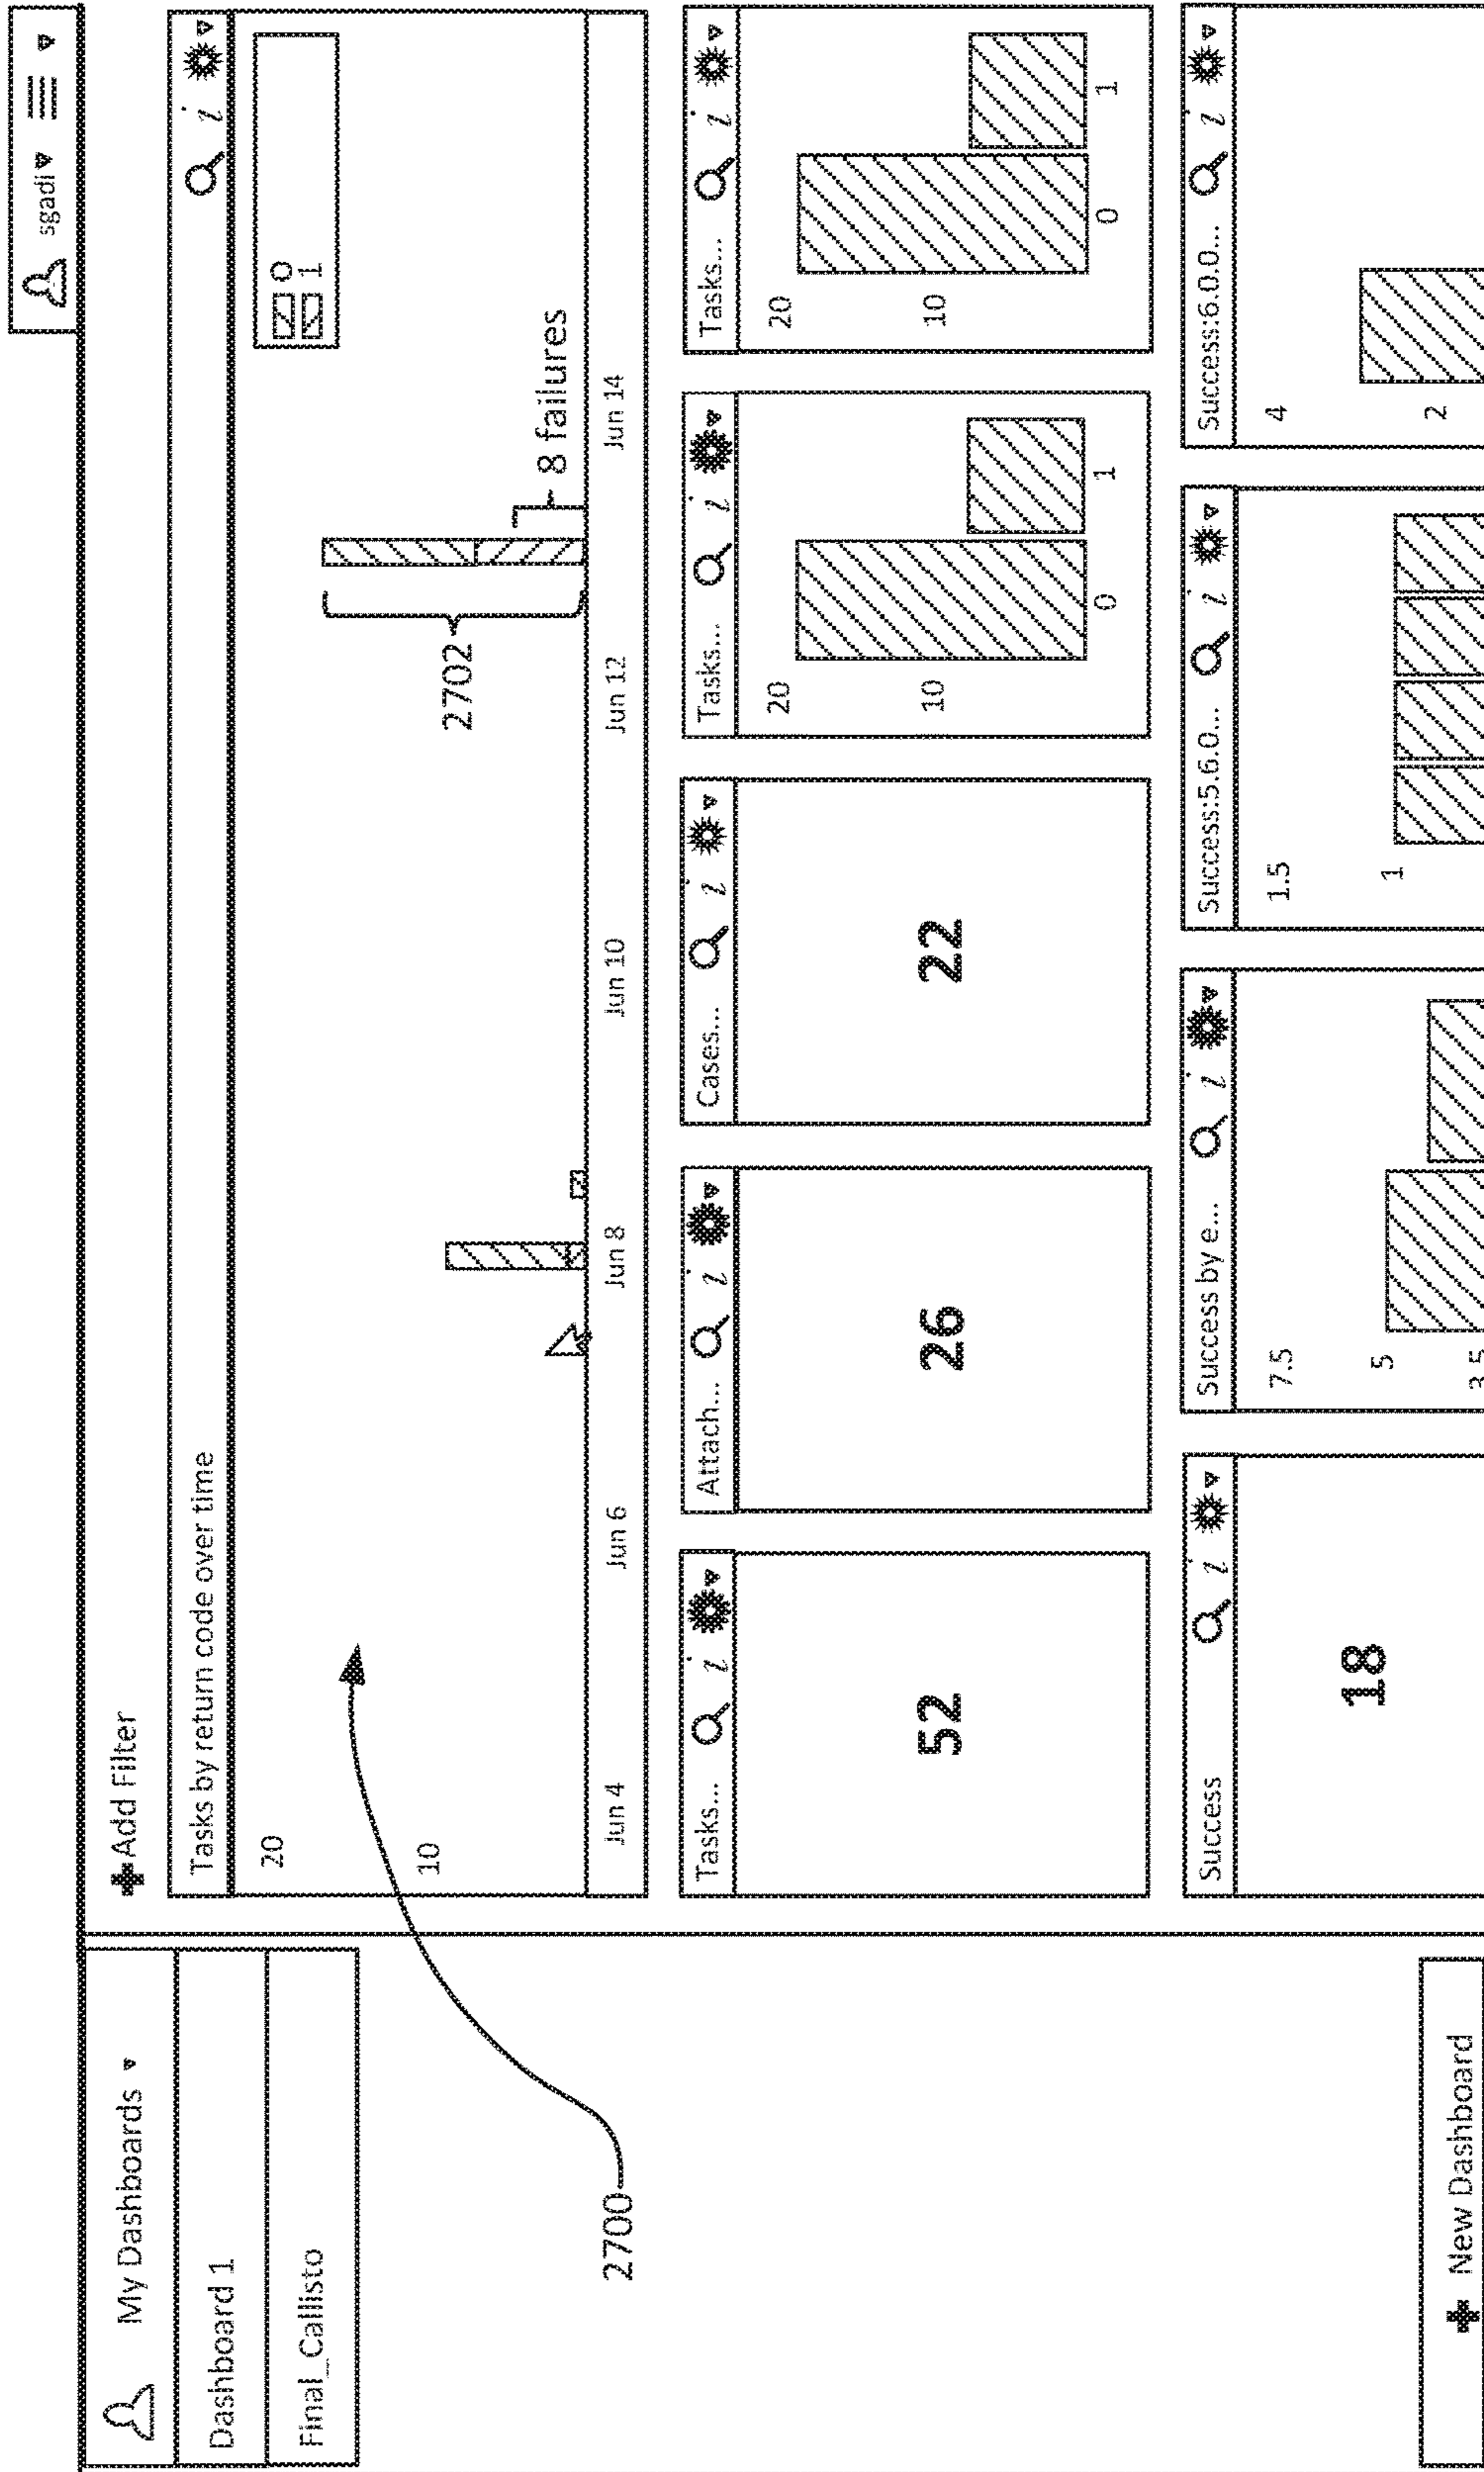 sgadi
My Dashboards
Dashboard 1
Final_Callisto
2700
New Dashboard
Add Filter
Tasks by return code over time
20
10
0
1
2702
8 failures
Jun 4
Jun 6
Jun 8
Jun 10
Jun 12
Jun 14
Tasks... i
52
Attach... i
26
Cases... i
22
Tasks... i
20
10
0 1
Tasks... i
20
10
0 1
Success i
18
Success by e... i
7.5
5
Success:5.6.0... i
1.5
1
Success:6.0.0... i
4
2